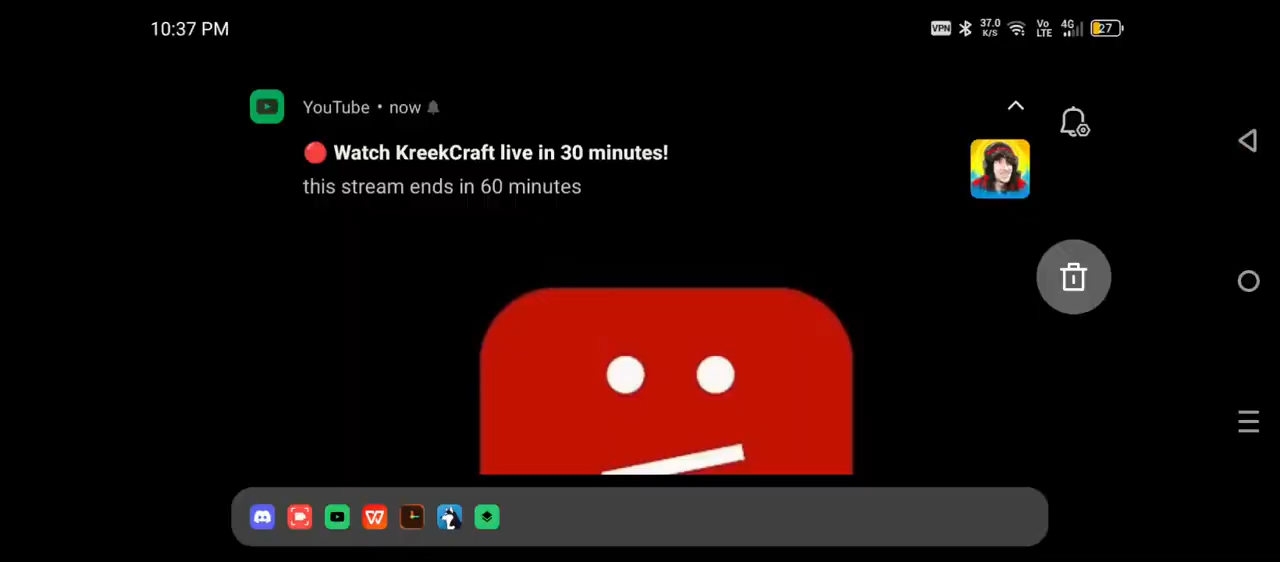 10:37 PM
VPN 37.0 K/S Vo LTE 4G 27
YouTube • now
🔴 Watch KreekCraft live in 30 minutes!
this stream ends in 60 minutes